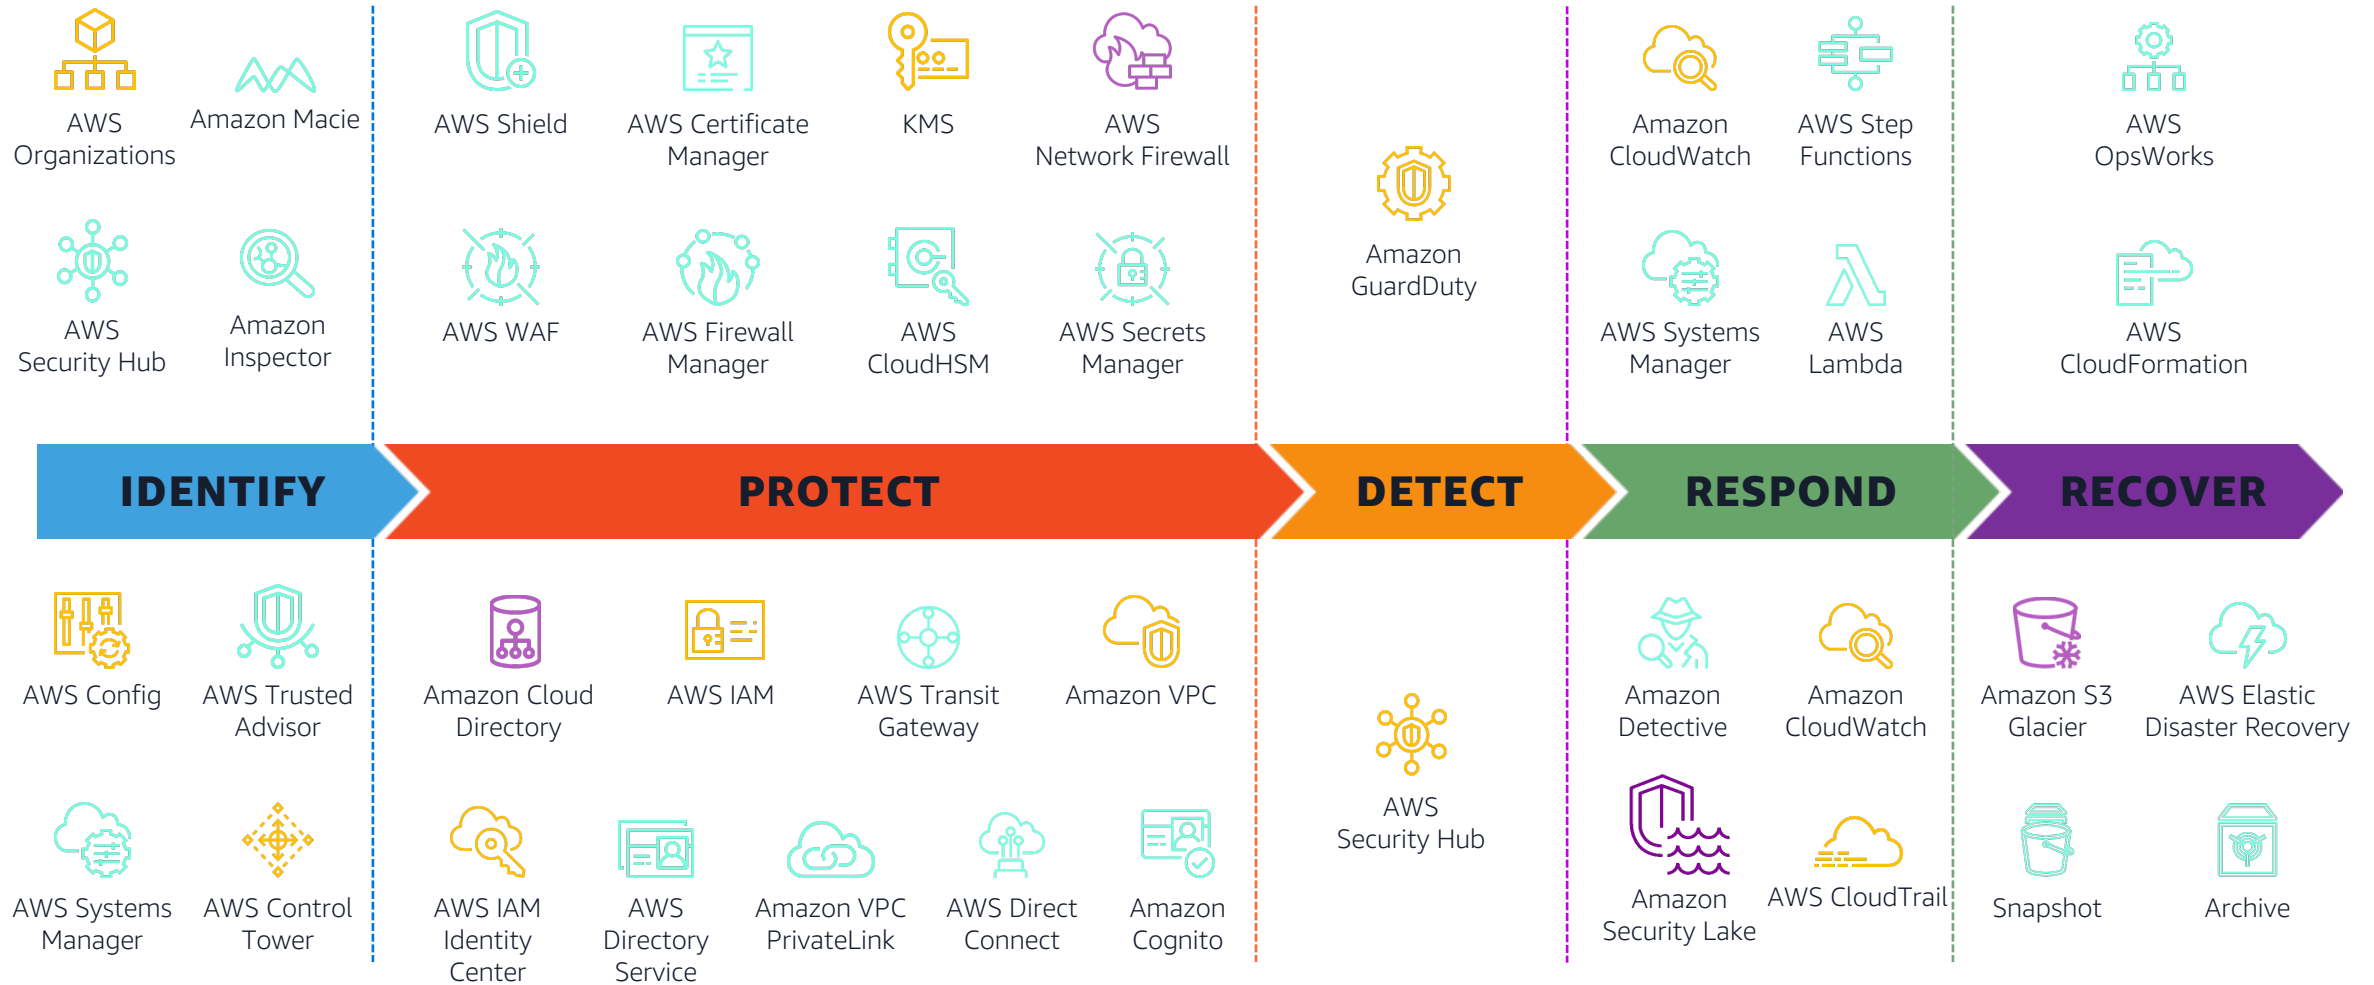 AWS
Organizations
Amazon Macie
AWS Shield
AWS Certificate
Manager
KMS
AWS
Network Firewall
Amazon
CloudWatch
AWS Step
Functions
AWS
OpsWorks
Amazon
GuardDuty
AWS
Security Hub
Amazon
Inspector
AWS WAF
AWS Firewall
Manager
AWS
CloudHSM
AWS Secrets
Manager
AWS Systems
Manager
AWS
Lambda
AWS
CloudFormation
IDENTIFY
PROTECT
DETECT
RESPOND
RECOVER
AWS Config
AWS Trusted
Advisor
Amazon Cloud
Directory
AWS IAM
AWS Transit
Gateway
Amazon VPC
Amazon
Detective
Amazon
CloudWatch
Amazon S3
Glacier
AWS Elastic
Disaster Recovery
AWS
Security Hub
AWS Systems
Manager
AWS Control
Tower
AWS IAM
Identity
Center
AWS
Directory
Service
Amazon VPC
PrivateLink
AWS Direct
Connect
Amazon
Cognito
Amazon
Security Lake
AWS CloudTrail
Snapshot
Archive